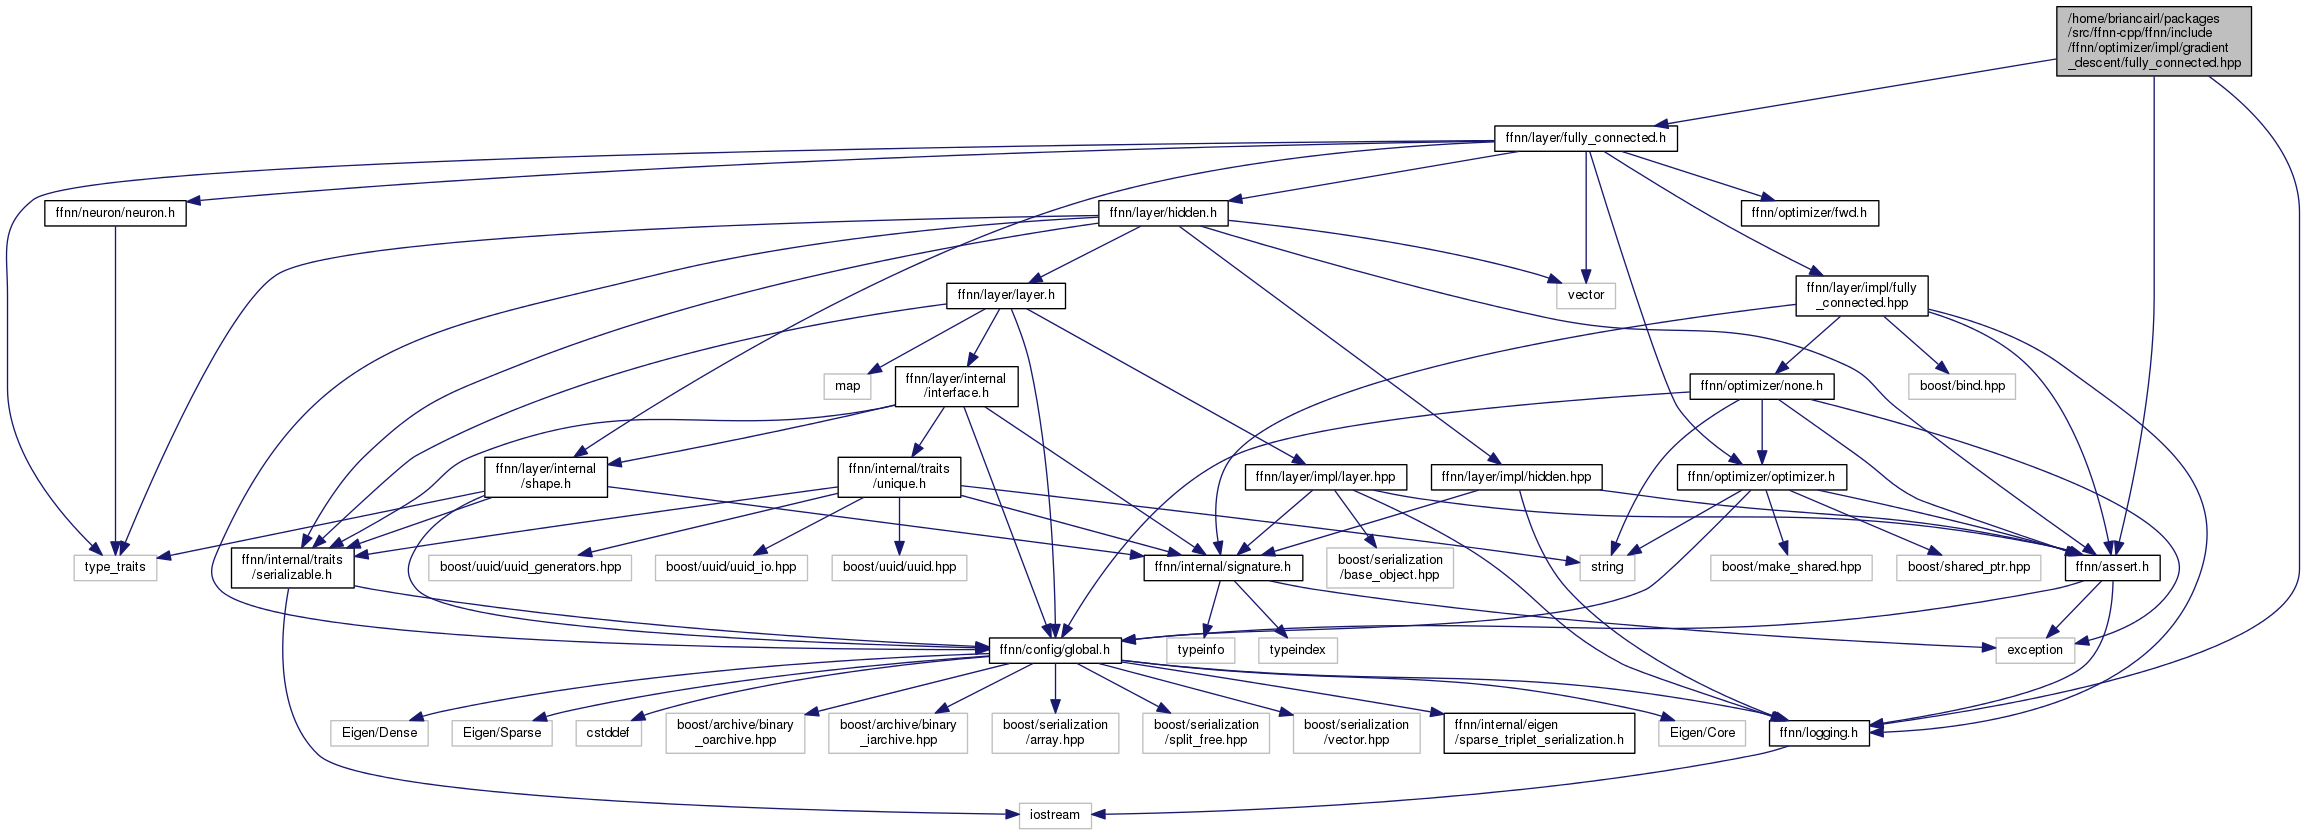 /home/briancairl/packages
/src/ffnn-cpp/ffnn/include
/ffnn/optimizer/impl/gradient
_descent/fully_connected.hpp
ffnn/layer/fully_connected.h
ffnn/neuron/neuron.h
ffnn/layer/hidden.h
ffnn/optimizer/fwd.h
ffnn/layer/layer.h
vector
ffnn/layer/impl/fully
_connected.hpp
map
ffnn/layer/internal
/interface.h
ffnn/optimizer/none.h
boost/bind.hpp
ffnn/layer/internal
/shape.h
ffnn/internal/traits
/unique.h
ffnn/layer/impl/layer.hpp
ffnn/layer/impl/hidden.hpp
ffnn/optimizer/optimizer.h
type_traits
ffnn/internal/traits
/serializable.h
boost/uuid/uuid_generators.hpp
boost/uuid/uuid_io.hpp
boost/uuid/uuid.hpp
ffnn/internal/signature.h
boost/serialization
/base_object.hpp
string
boost/make_shared.hpp
boost/shared_ptr.hpp
ffnn/assert.h
ffnn/config/global.h
typeinfo
typeindex
exception
Eigen/Dense
Eigen/Sparse
cstddef
boost/archive/binary
_oarchive.hpp
boost/archive/binary
_iarchive.hpp
boost/serialization
/array.hpp
boost/serialization
/split_free.hpp
boost/serialization
/vector.hpp
ffnn/internal/eigen
/sparse_triplet_serialization.h
Eigen/Core
ffnn/logging.h
iostream